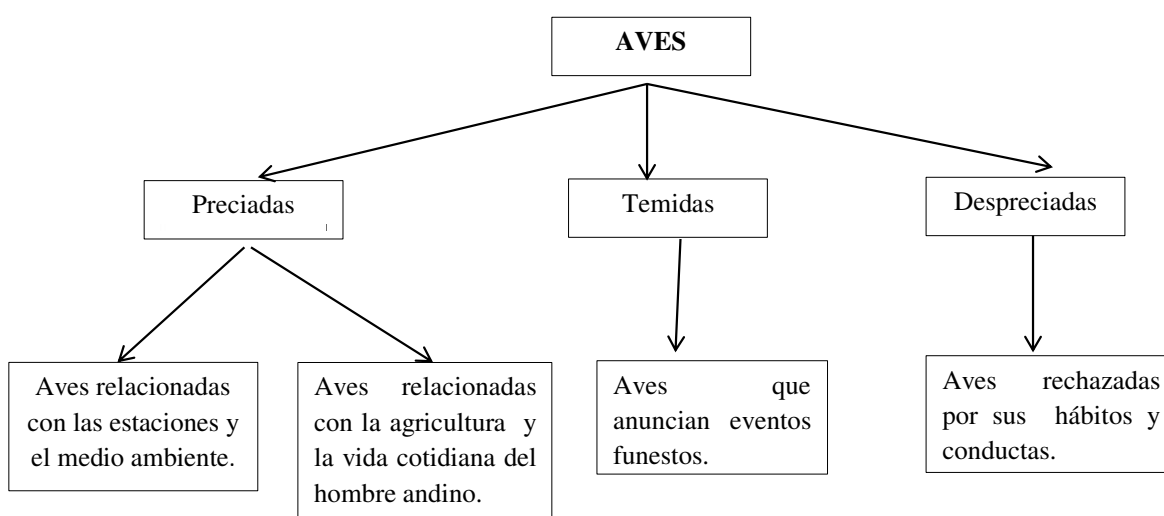 AVES
Preciadas
Temidas
Despreciadas
Aves relacionadas
con las estaciones y
el medio ambiente.
Aves relacionadas
con la agricultura y
la vida cotidiana del
hombre andino.
Aves que
anuncian eventos
funestos.
Aves rechazadas
por sus hábitos y
conductas.